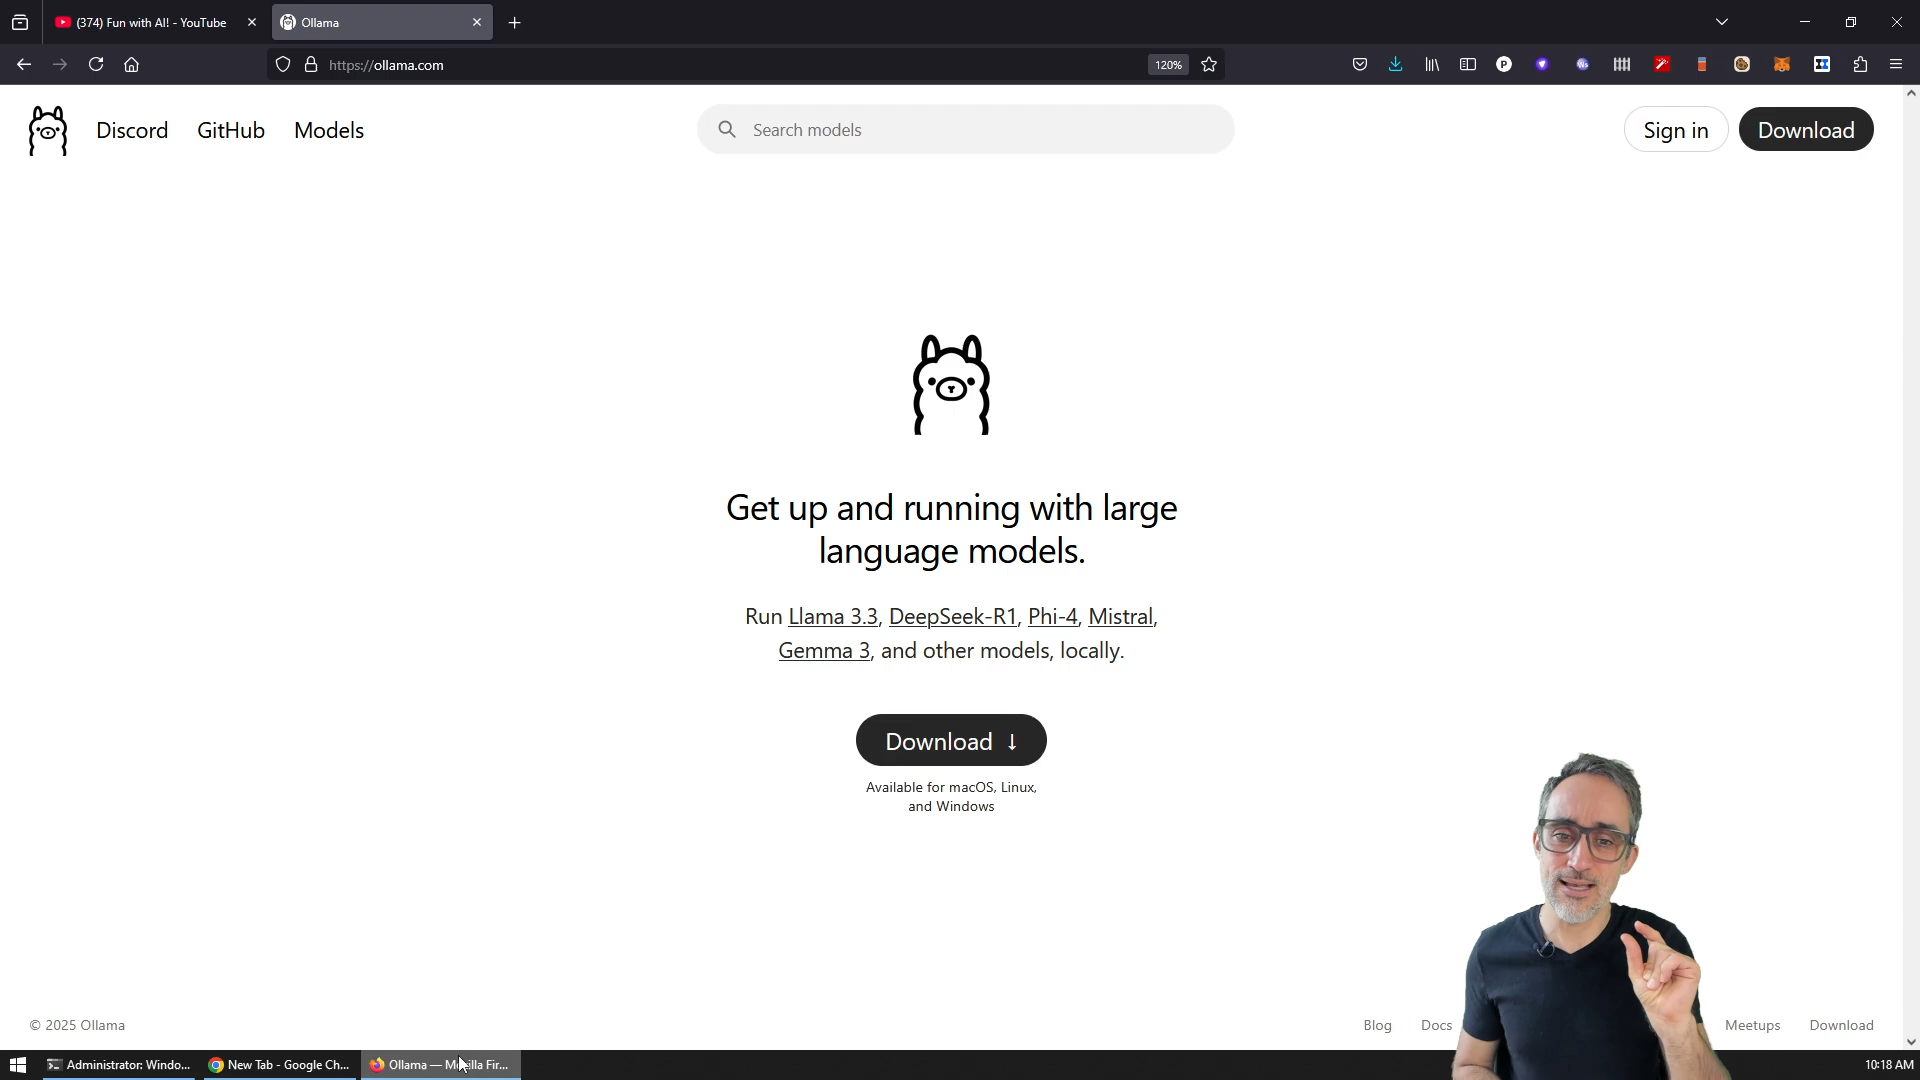 (374) Fun with AI! - YouTube
Ollama
https://ollama.com
120%
Discord
GitHub
Models
Search models
Sign in
Download
Get up and running with large
language models.
Run Llama 3.3, DeepSeek-R1, Phi-4, Mistral,
Gemma 3, and other models, locally.
Download ↓
Available for macOS, Linux,
and Windows
© 2025 Ollama
Blog
Docs
Meetups
Download
Administrator: Windo...
New Tab - Google Ch...
Ollama — Mozilla Fir...
10:18 AM